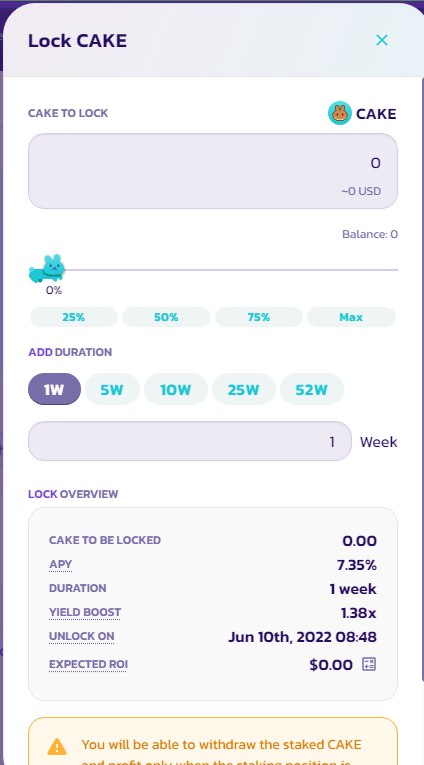 Lock CAKE
CAKE TO LOCK CAKE
0
~0 USD
Balance: 0
0%
25% 50% 75% Max
ADD DURATION
1W 5W 10W 25W 52W
1 Week
LOCK OVERVIEW
CAKE TO BE LOCKED 0.00
APY 7.35%
DURATION 1 week
YIELD BOOST 1.38x
UNLOCK ON Jun 10th, 2022 08:48
EXPECTED ROI $0.00
You will be able to withdraw the staked CAKE
and profit only when the staking position is